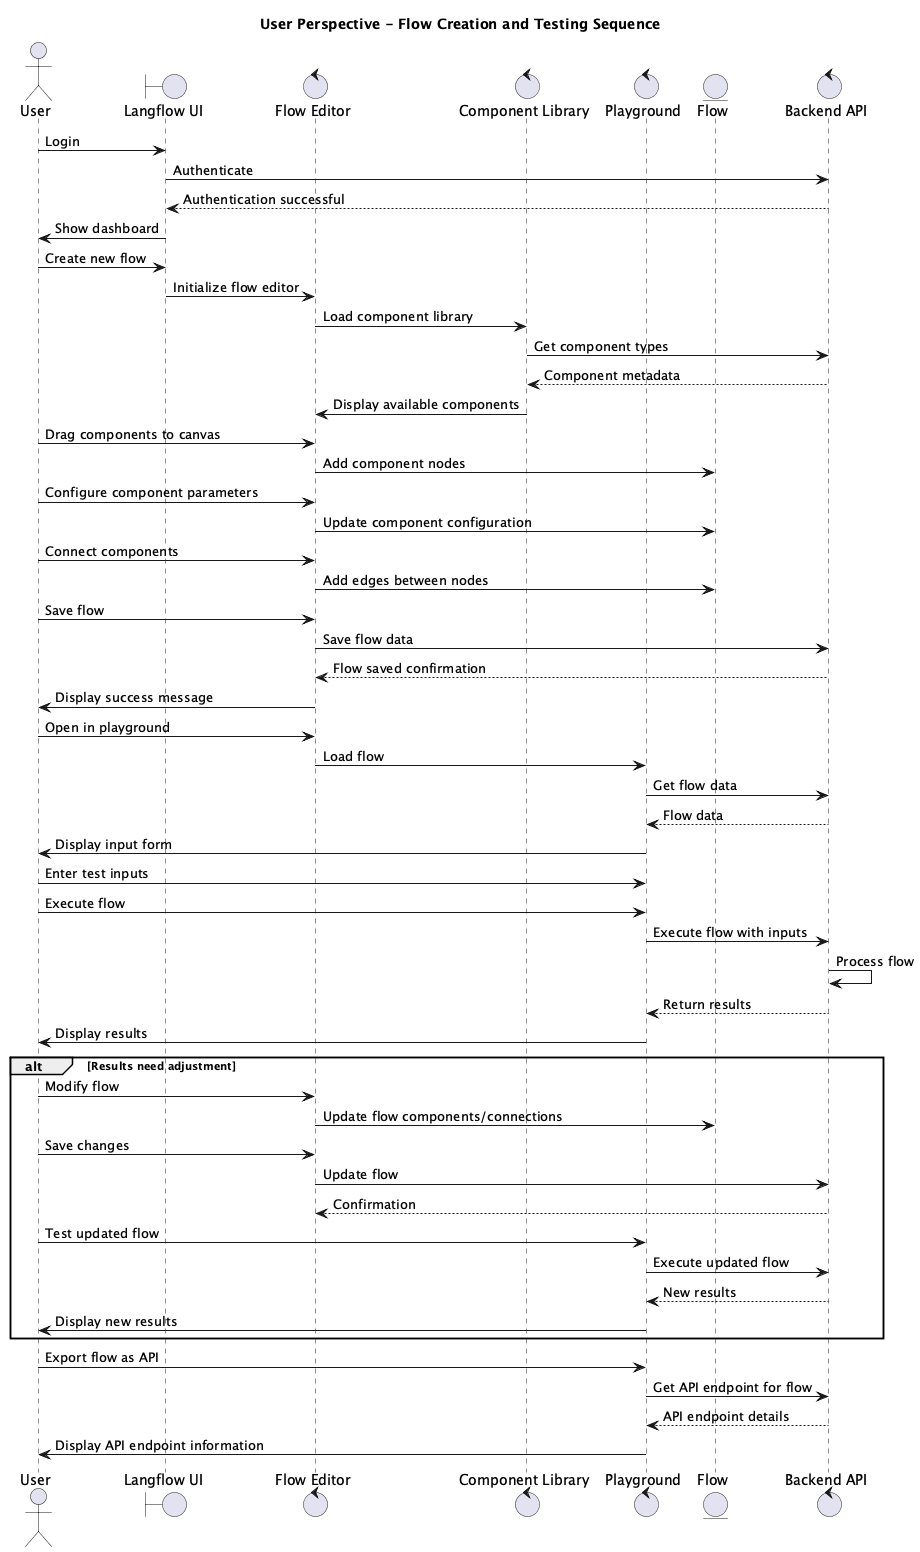 User Perspective - Flow Creation and Testing Sequence
User Langflow UI Flow Editor Component Library Playground Flow Backend API
Login
Authenticate
Authentication successful
Show dashboard
Create new flow
Initialize flow editor
Load component library
Get component types
Component metadata
Display available components
Drag components to canvas
Add component nodes
Configure component parameters
Update component configuration
Connect components
Add edges between nodes
Save flow
Save flow data
Flow saved confirmation
Display success message
Open in playground
Load flow
Get flow data
Flow data
Display input form
Enter test inputs
Execute flow
Execute flow with inputs
Process flow
Return results
Display results
alt [Results need adjustment]
Modify flow
Update flow components/connections
Save changes
Update flow
Confirmation
Test updated flow
Execute updated flow
New results
Display new results
Export flow as API
Get API endpoint for flow
API endpoint details
Display API endpoint information
User Langflow UI Flow Editor Component Library Playground Flow Backend API